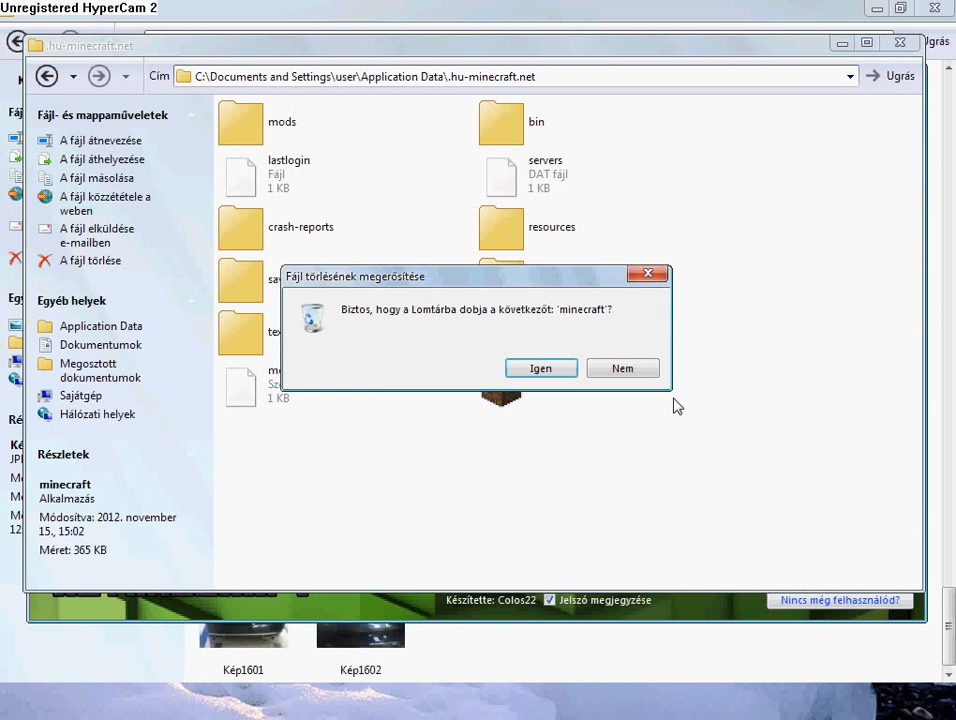 Unregistered HyperCam 2
Ugrás
.hu-minecraft.net
Cím
C:\Documents and Settings\user\Application Data\.hu-minecraft.net
Ugrás
Fájl- és mappaműveletek
A fájl átnevezése
A fájl áthelyezése
A fájl másolása
A fájl közzététele a
weben
A fájl elküldése
e-mailben
A fájl törlése
Egyéb helyek
Application Data
Dokumentumok
Megosztott
dokumentumok
Sajátgép
Hálózati helyek
Részletek
minecraft
Alkalmazás
Módosítva: 2012. november
15., 15:02
Méret: 365 KB
mods
bin
lastlogin
Fájl
1 KB
servers
DAT fájl
1 KB
crash-reports
resources
1 KB
Fájl törlésének megerősítése
Biztos, hogy a Lomtárba dobja a következőt: 'minecraft'?
Igen
Nem
Készítette: Colos22
Jelszó megjegyzése
Nincs még felhasználód?
Kép1601
Kép1602